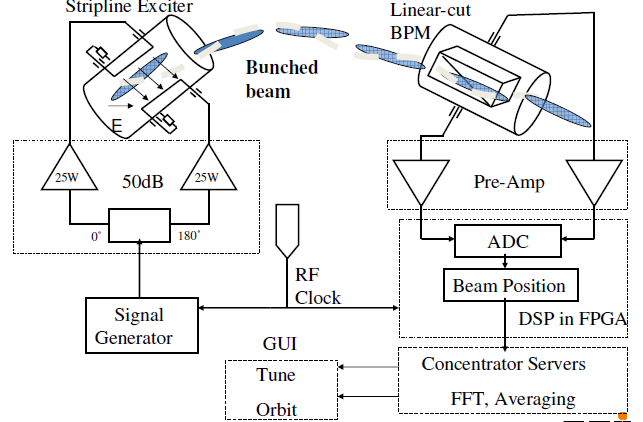 Stripline Exciter
Linear-cut
BPM
Bunched
beam
E
25W
50dB
25W
Pre-Amp
0°
180°
ADC
Beam Position
DSP in FPGA
RF
Clock
Signal
Generator
GUI
Tune
Orbit
Concentrator Servers
FFT, Averaging